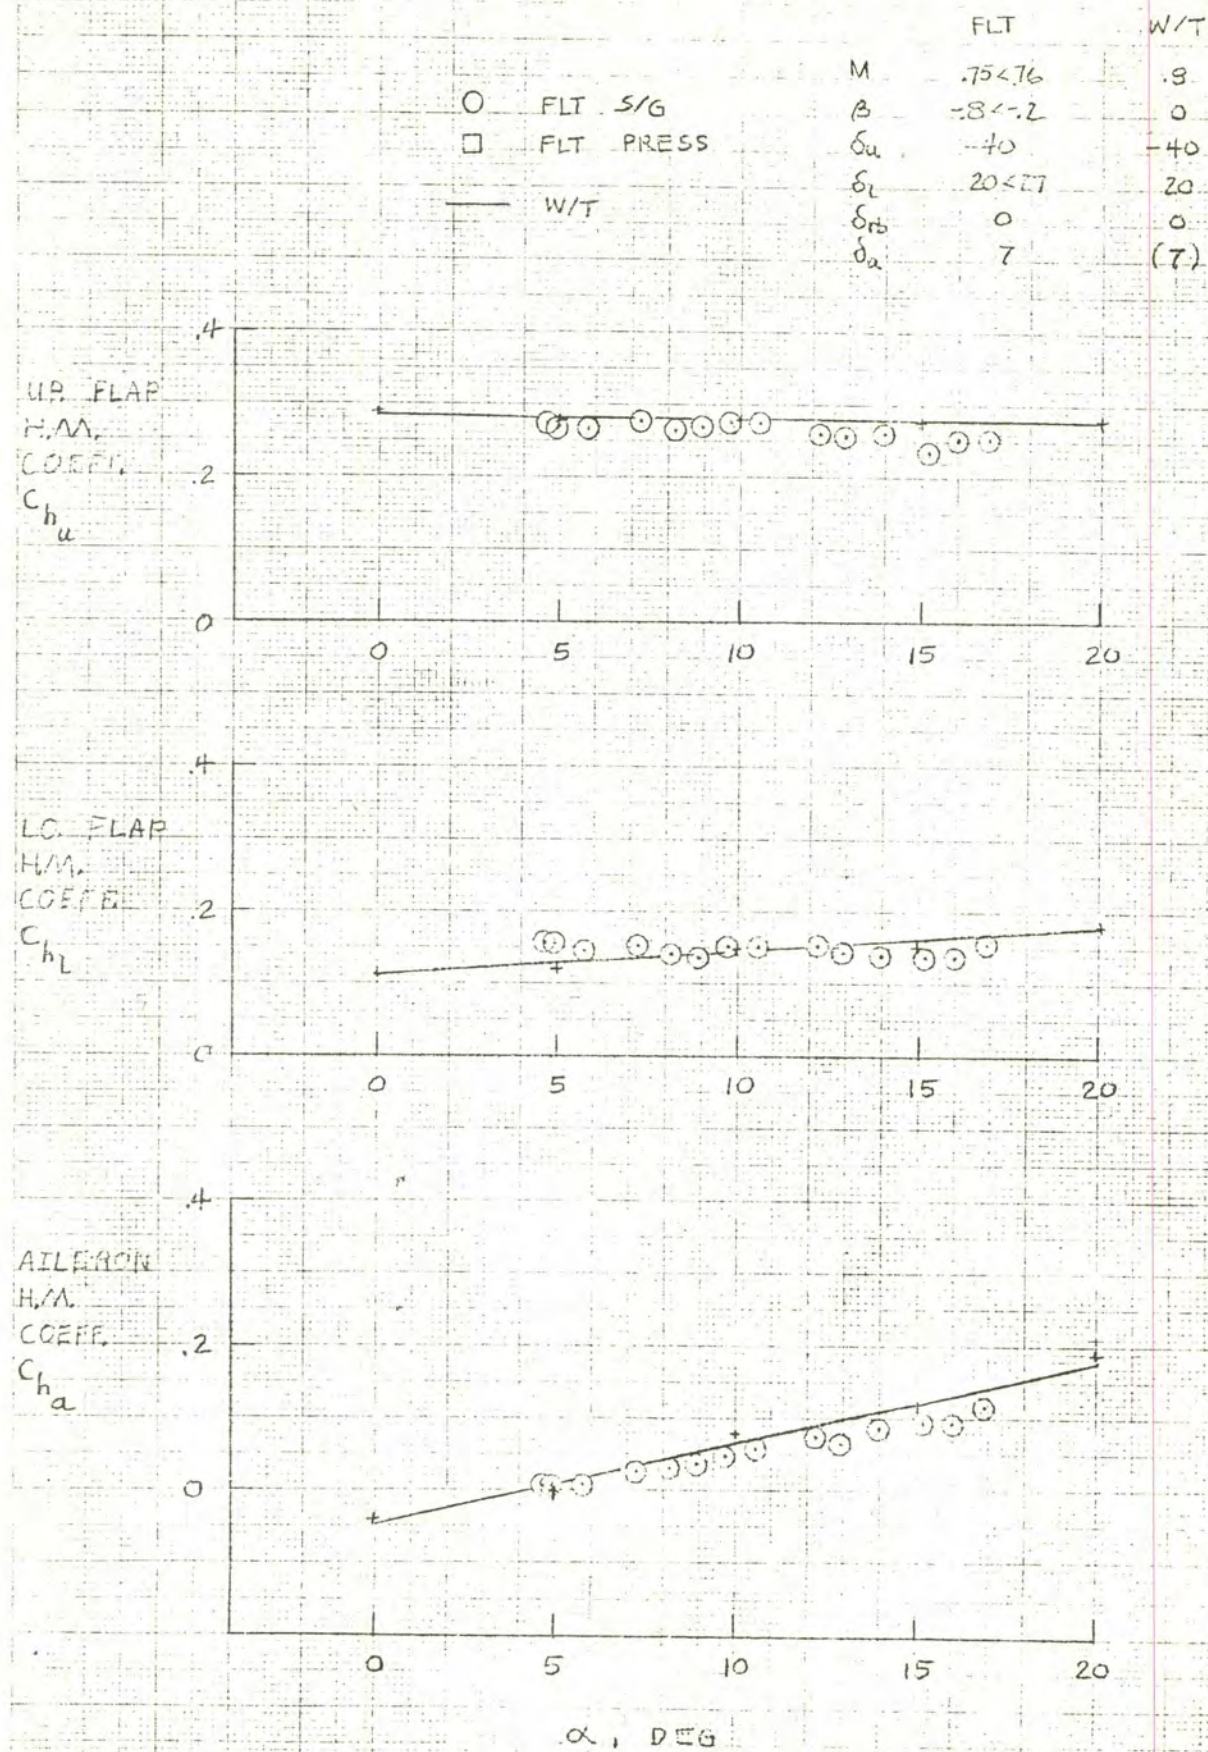 FLT W/T
M .75<.76 .8
○ FLT S/G β -.8<-.2 0
□ FLT PRESS δu -40 -40
δl 20<27 20
— W/T
δrb 0 0
δa 7 (7)
.4
UP. FLAP
H.M.
COEFF.
.2
Chu
0
0 5 10 15 20
.4
LO. FLAP
H.M.
COEFF.
.2
Chl
0
0 5 10 15 20
.4
AILERON
H.M.
COEFF.
.2
Cha
0
0 5 10 15 20
α, DEG